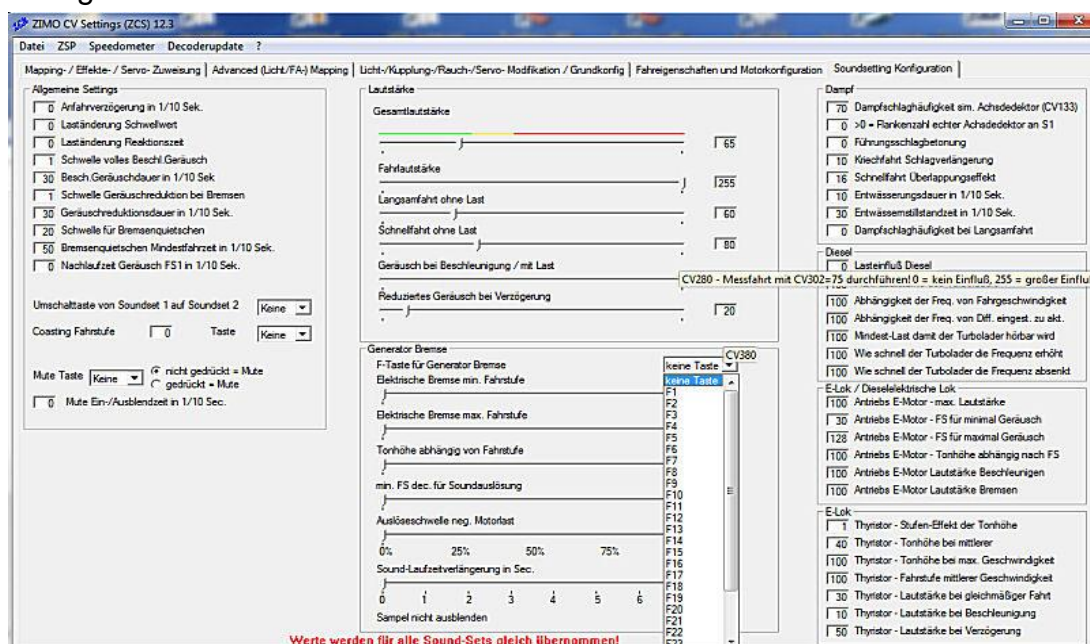 ZIMO CV Settings (ZCS) 12.3
Datei ZSP Speedometer Decoderupdate ?
Mapping- / Effekte- / Servo- Zuweisung | Advanced (Licht/FA-) Mapping | Licht-/Kupplung-/Rauch-/Servo- Modifikation / Grundkonfig | Fahreigenschaften und Motorkonfiguration | Soundsetting Konfiguration
Allgemeine Settings
0 Anfahrverzögerung in 1/10 Sek.
0 Laständerung Schwellwert
0 Laständerung Reaktionszeit
1 Schwelle volles Beschl.Geräusch
30 Besch.Geräuschdauer in 1/10 Sek
1 Schwelle Geräuschreduktion bei Bremsen
30 Geräuschreduktionsdauer in 1/10 Sek.
20 Schwelle für Bremsenquietschen
50 Bremsenquietschen Mindestfahrzeit in 1/10 Sek.
0 Nachlaufzeit Geräusch FS1 in 1/10 Sek.
Umschalttaste von Soundset 1 auf Soundset 2 Keine
Coasting Fahrstufe 0 Taste Keine
Mute Taste Keine nicht gedrückt = Mute
gedrückt = Mute
0 Mute Ein-/Ausblendzeit in 1/10 Sec.
Lautstärke
Gesamtlautstärke
65
Fahrlautstärke
255
Langsamfahrt ohne Last
60
Schnellfahrt ohne Last
80
Geräusch bei Beschleunigung / mit Last
Reduziertes Geräusch bei Verzögerung
20
Generator Bremse
F-Taste für Generator Bremse keine Taste
CV380
Elektrische Bremse min. Fahrstufe
Elektrische Bremse max. Fahrstufe
Tonhöhe abhängig von Fahrstufe
min. FS dec. für Soundauslösung
Auslöseschwelle neg. Motorlast
0% 25% 50% 75%
Sound-Laufzeitverlängerung in Sec.
0 1 2 3 4 5 6
Sampel nicht ausblenden
keine Taste
F1
F2
F3
F4
F5
F6
F7
F8
F9
F10
F11
F12
F13
F14
F15
F16
F17
F18
F19
F20
F21
F22
F23
Werte werden für alle Sound-Sets gleich übernommen!
Dampf
70 Dampfschlaghäufigkeit sim. Achsdedektor (CV133)
0 >0 = Flankenzahl echter Achsdedektor an S1
0 Führungsschlagbetonung
10 Kriechfahrt Schlagverlängerung
16 Schnellfahrt Überlappungseffekt
10 Entwässerungsdauer in 1/10 Sek.
30 Entwässernstillstandzeit in 1/10 Sek.
0 Dampfschlaghäufigkeit bei Langsamfahrt
Diesel
0 Lasteinfluß Diesel
CV280 - Messfahrt mit CV302=75 durchführen! 0 = kein Einfluß, 255 = großer Einflu
100 Abhängigkeit der Freq. von Fahrgeschwindigkeit
100 Abhängigkeit der Freq. von Diff. eingest. zu akt.
100 Mindest-Last damit der Turbolader hörbar wird
100 Wie schnell der Turbolader die Frequenz erhöht
100 Wie schnell der Turbolader die Frequenz absenkt
E-Lok / Dieselelektrische Lok
100 Antriebs E-Motor - max. Lautstärke
30 Antriebs E-Motor - FS für minimal Geräusch
128 Antriebs E-Motor - FS für maximal Geräusch
100 Antriebs E-Motor - Tonhöhe abhängig nach FS
100 Antriebs E-Motor Lautstärke Beschleunigen
100 Antriebs E-Motor Lautstärke Bremsen
E-Lok
1 Thyristor - Stufen-Effekt der Tonhöhe
40 Thyristor - Tonhöhe bei mittlerer
100 Thyristor - Tonhöhe bei max. Geschwindigkeit
100 Thyristor - Fahrstufe mittlerer Geschwindigkeit
30 Thyristor - Lautstärke bei gleichmäßiger Fahrt
10 Thyristor - Lautstärke bei Beschleunigung
50 Thyristor - Lautstärke bei Verzögerung